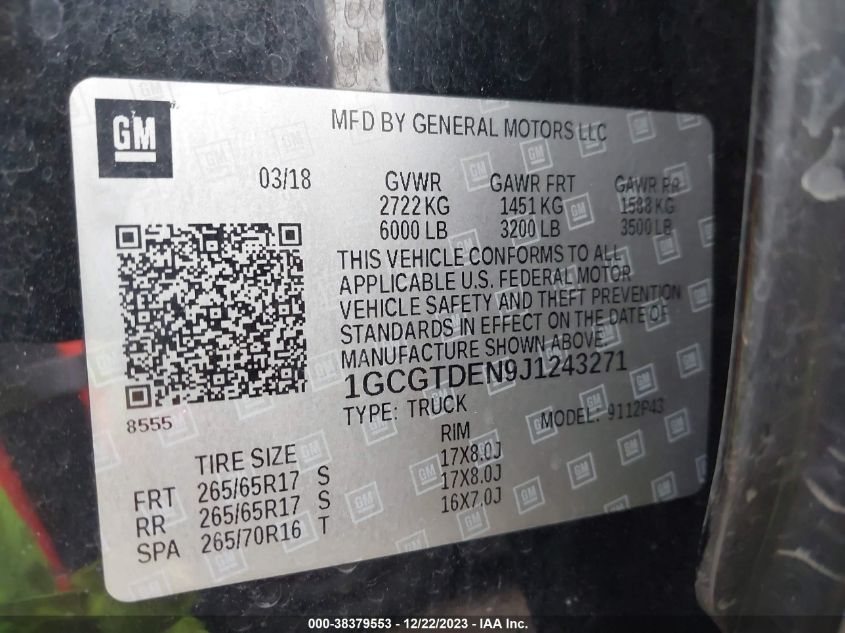 GM
MFD BY GENERAL MOTORS LLC
03/18 GVWR GAWR FRT GAWR RR
2722 KG 1451 KG 1588 KG
6000 LB 3200 LB 3500 LB
THIS VEHICLE CONFORMS TO ALL
APPLICABLE U.S. FEDERAL MOTOR
VEHICLE SAFETY AND THEFT PREVENTION
STANDARDS IN EFFECT ON THE DATE OF
MANUFACTURE SHOWN ABOVE.
1GCGTDEN9J1243271
8555
TYPE: TRUCK MODEL: 9112P43
TIRE SIZE RIM
FRT 265/65R17 S 17X8.0J
RR 265/65R17 S 17X8.0J
SPA 265/70R16 T 16X7.0J
000-38379553 - 12/22/2023 - IAA Inc.